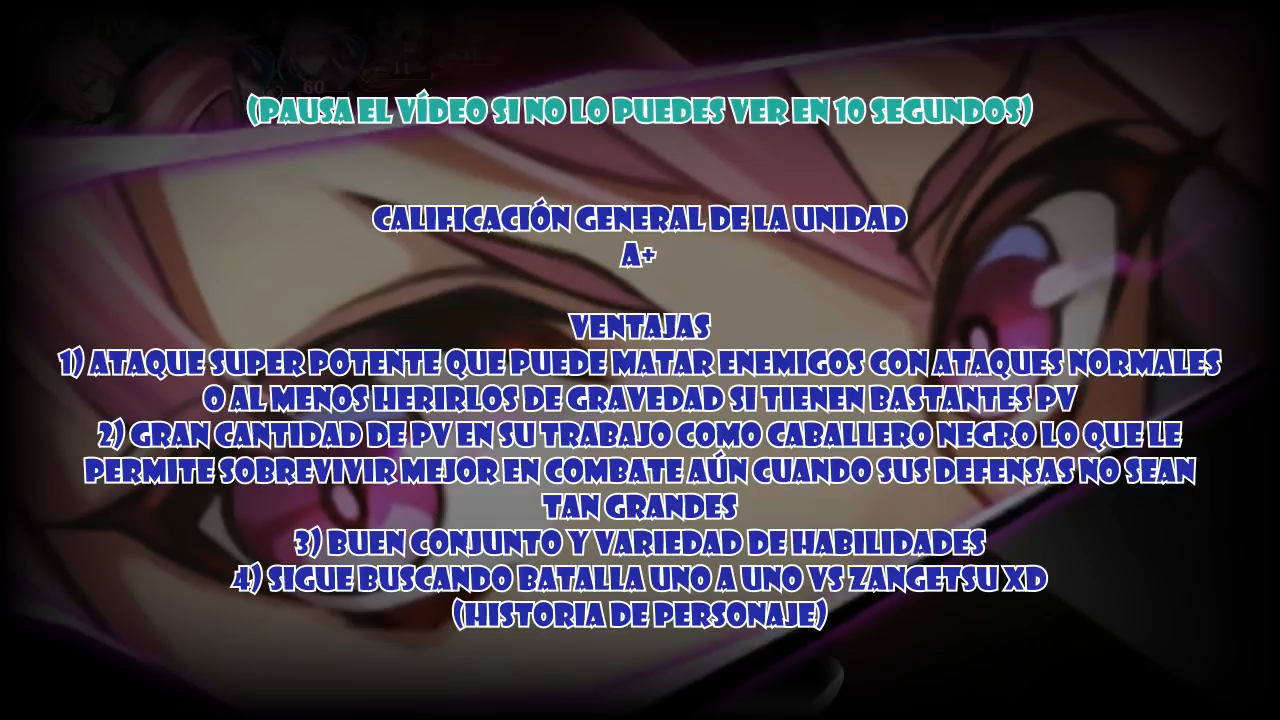 60
11
(PAUSA EL VÍDEO SI NO LO PUEDES VER EN 10 SEGUNDOS)
CALIFICACIÓN GENERAL DE LA UNIDAD
A+
VENTAJAS
1) ATAQUE SUPER POTENTE QUE PUEDE MATAR ENEMIGOS CON ATAQUES NORMALES
O AL MENOS HERIRLOS DE GRAVEDAD SI TIENEN BASTANTES PV
2) GRAN CANTIDAD DE PV EN SU TRABAJO COMO CABALLERO NEGRO LO QUE LE
PERMITE SOBREVIVIR MEJOR EN COMBATE AÚN CUANDO SUS DEFENSAS NO SEAN
TAN GRANDES
3) BUEN CONJUNTO Y VARIEDAD DE HABILIDADES
4) SIGUE BUSCANDO BATALLA UNO A UNO VS ZANGETSU XD
(HISTORIA DE PERSONAJE)